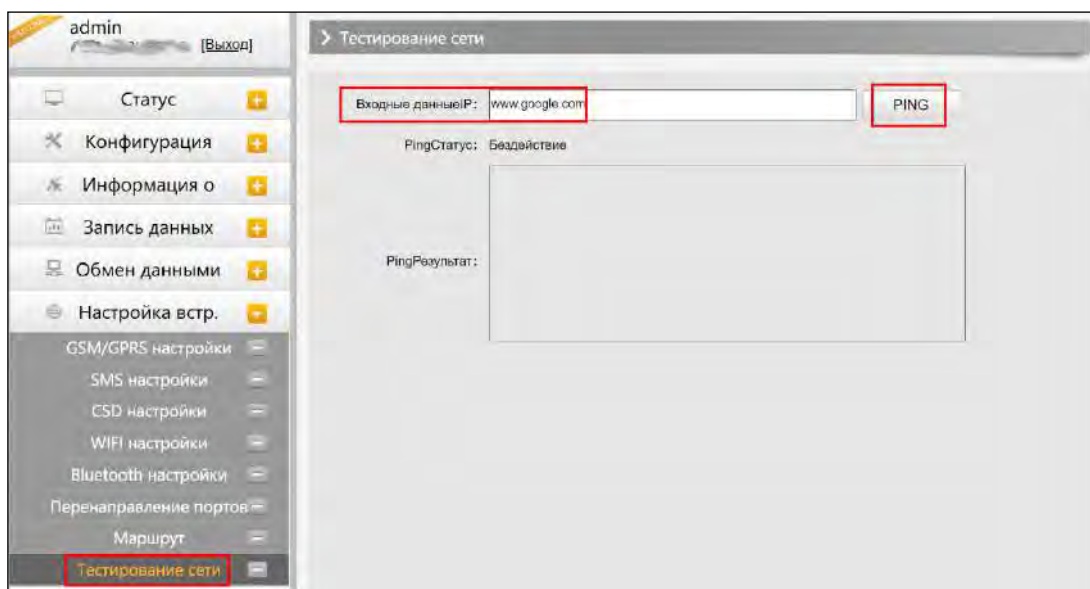 admin
[Выход]
Статус
Конфигурация
Информация о
Запись данных
Обмен данными
Настройка встр.
GSM/GPRS настройки
SMS настройки
CSD настройки
WIFI настройки
Bluetooth настройки
Перенаправление портов
Маршрут
Тестирование сети
Тестирование сети
Входные данныеIP: www.google.com PING
PingСтатус: Бездействие
PingРезультат: